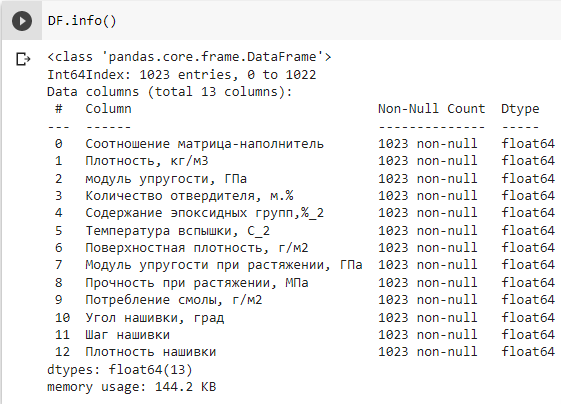 DF.info()
<class 'pandas.core.frame.DataFrame'>
Int64Index: 1023 entries, 0 to 1022
Data columns (total 13 columns):
 #   Column                                Non-Null Count  Dtype
---  ------                                --------------  -----
 0   Соотношение матрица-наполнитель       1023 non-null   float64
 1   Плотность, кг/м3                      1023 non-null   float64
 2   модуль упругости, ГПа                 1023 non-null   float64
 3   Количество отвердителя, м.%           1023 non-null   float64
 4   Содержание эпоксидных групп,%_2       1023 non-null   float64
 5   Температура вспышки, С_2              1023 non-null   float64
 6   Поверхностная плотность, г/м2         1023 non-null   float64
 7   Модуль упругости при растяжении, ГПа  1023 non-null   float64
 8   Прочность при растяжении, МПа         1023 non-null   float64
 9   Потребление смолы, г/м2               1023 non-null   float64
 10  Угол нашивки, град                    1023 non-null   float64
 11  Шаг нашивки                           1023 non-null   float64
 12  Плотность нашивки                     1023 non-null   float64
dtypes: float64(13)
memory usage: 144.2 KB